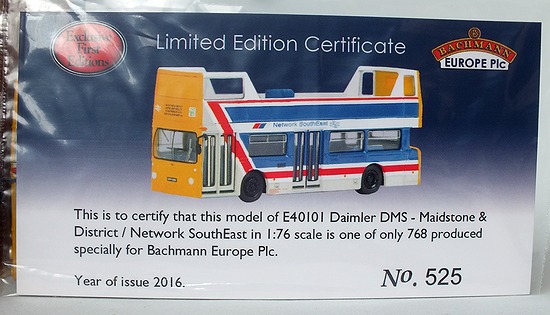 Exclusive
First
Editions
Limited Edition Certificate
BACHMANN
EUROPE Plc
Network SouthEast
This is to certify that this model of E40101 Daimler DMS - Maidstone &
District / Network SouthEast in 1:76 scale is one of only 768 produced
specially for Bachmann Europe Plc.
Year of issue 2016.
No. 525